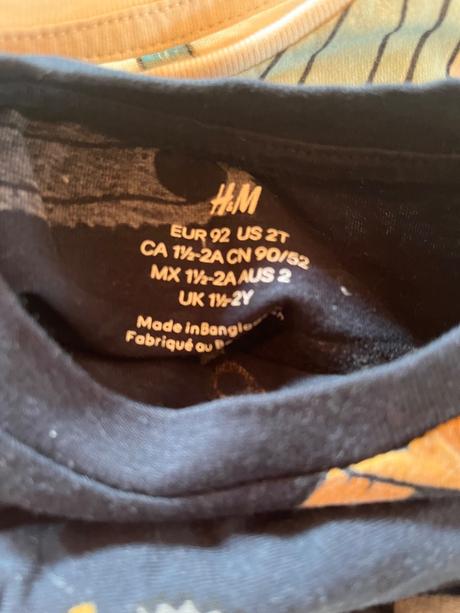 H&M
EUR 92 US 2T
CA 1½-2A CN 90/52
MX 1½-2A AUS 2
UK 1½-2Y
Made in
Fabriqué au